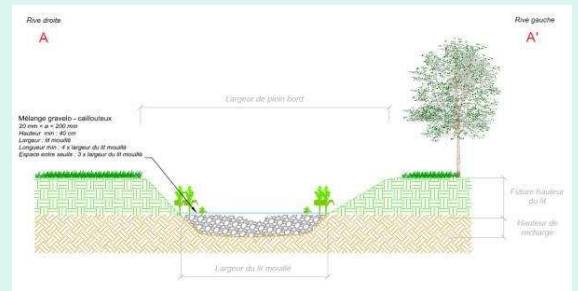 Rive droite
Rive gauche
A
A'
Largeur de plein bord
Mélange gravelo - caillouteux
20 mm < ø < 200 mm
Hauteur min : 40 cm
Largeur : lit mouillé
Longueur min : 4 x largeur du lit mouillé
Espace entre seuils : 3 x largeur du lit mouillé
Future hauteur
du lit
Hauteur de
recharge
Largeur du lit mouillé